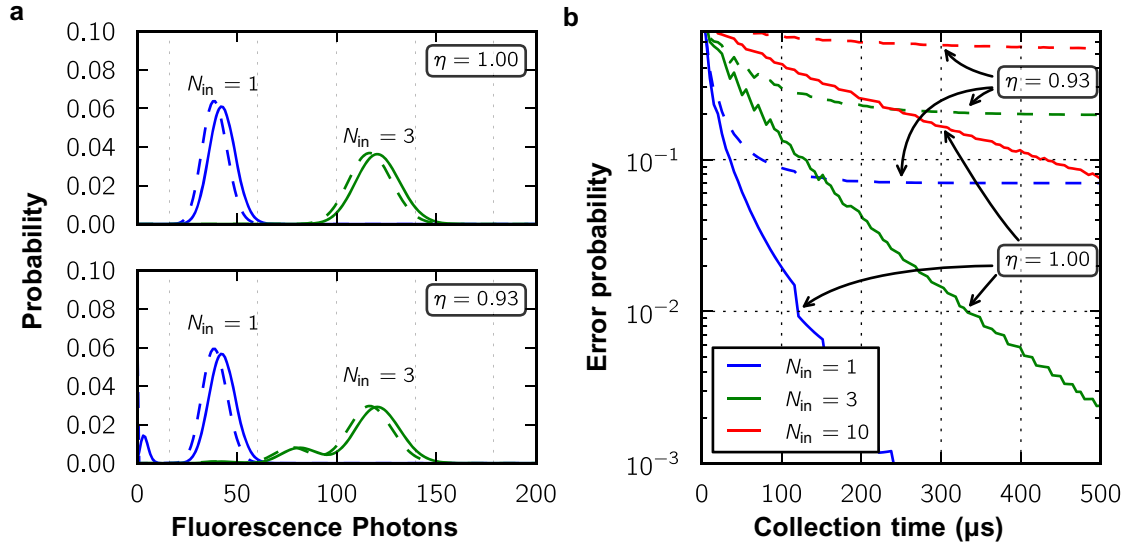 a
0.10
0.08
0.06
0.04
0.02
0.00
η = 1.00
N_in = 1
N_in = 3
Probability
0.10
0.08
0.06
0.04
0.02
0.00
η = 0.93
N_in = 1
N_in = 3
0 50 100 150 200
Fluorescence Photons
b
Error probability
10^-1
10^-2
10^-3
η = 0.93
η = 1.00
N_in = 1
N_in = 3
N_in = 10
0 100 200 300 400 500
Collection time (μs)